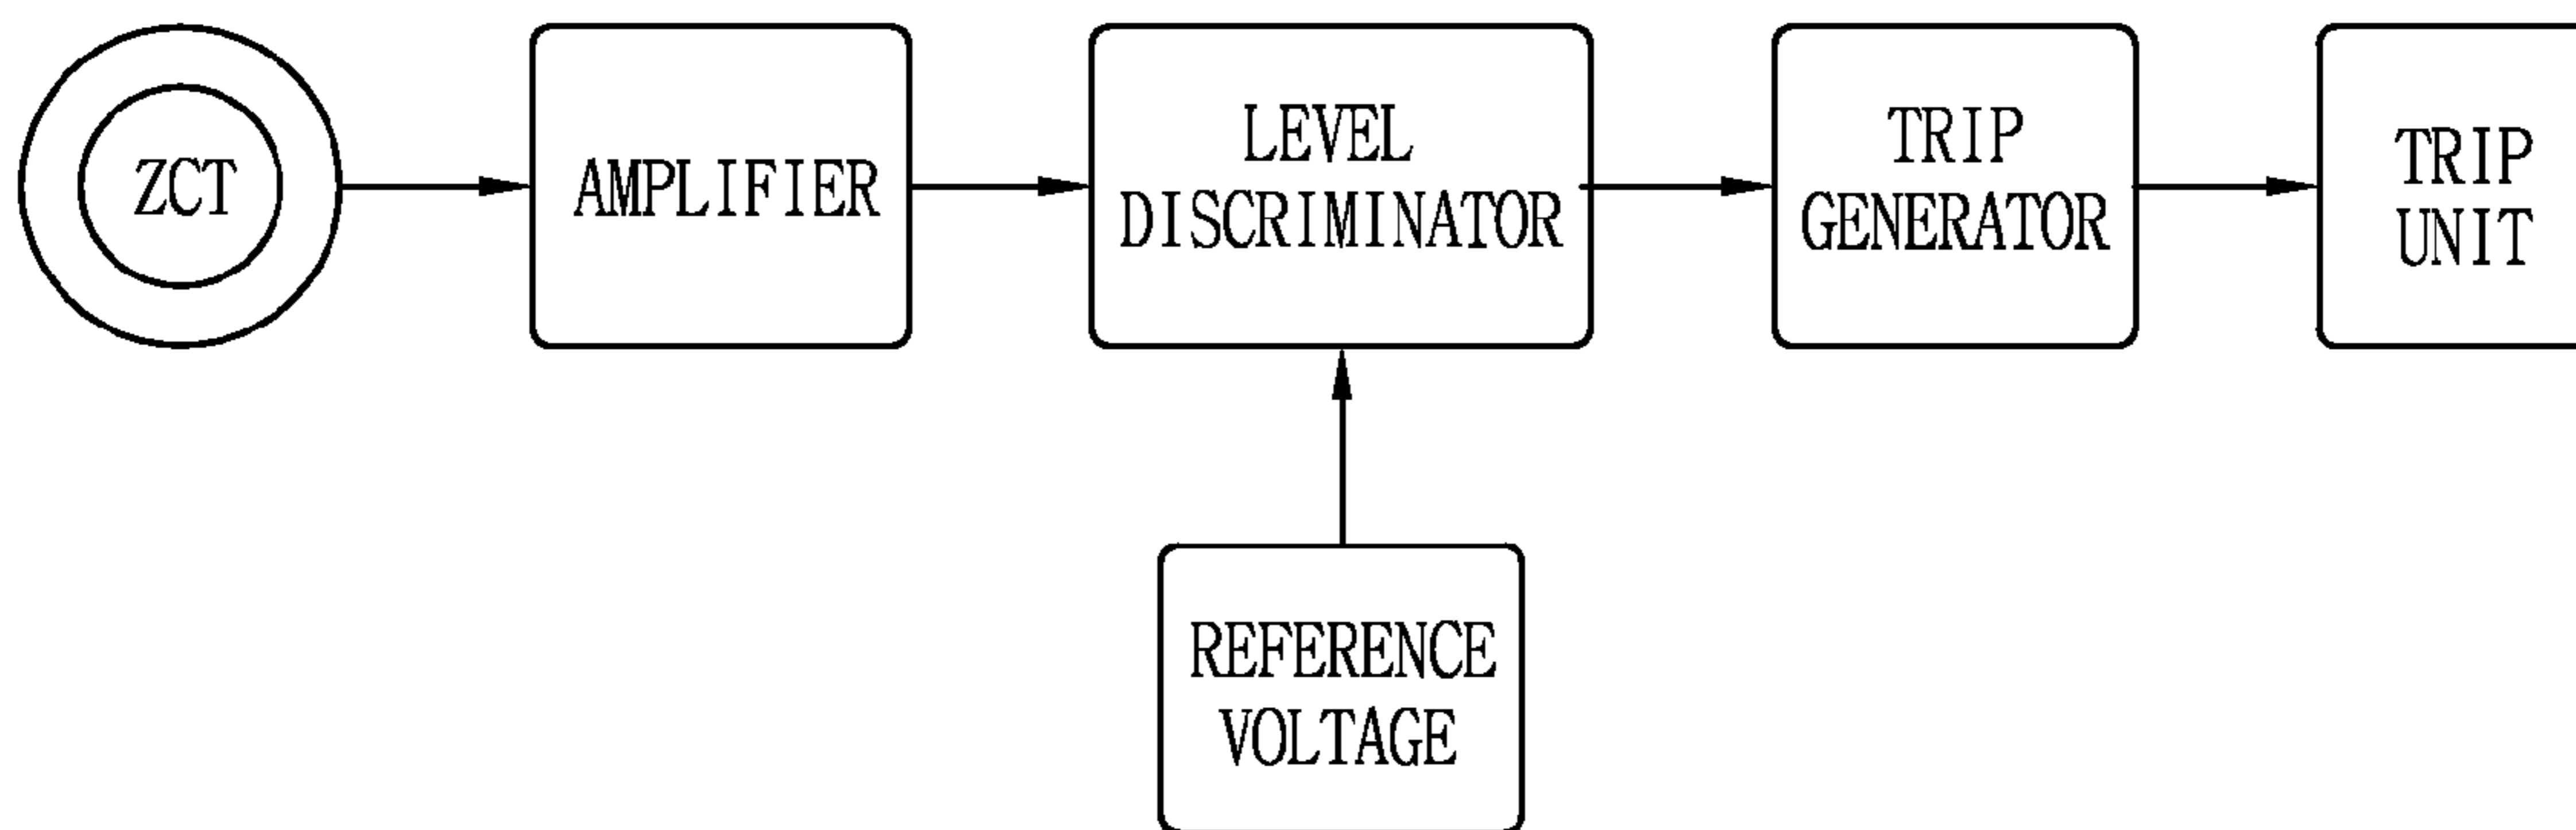 ZCT
AMPLIFIER
LEVEL
DISCRIMINATOR
TRIP
GENERATOR
TRIP
UNIT
REFERENCE
VOLTAGE